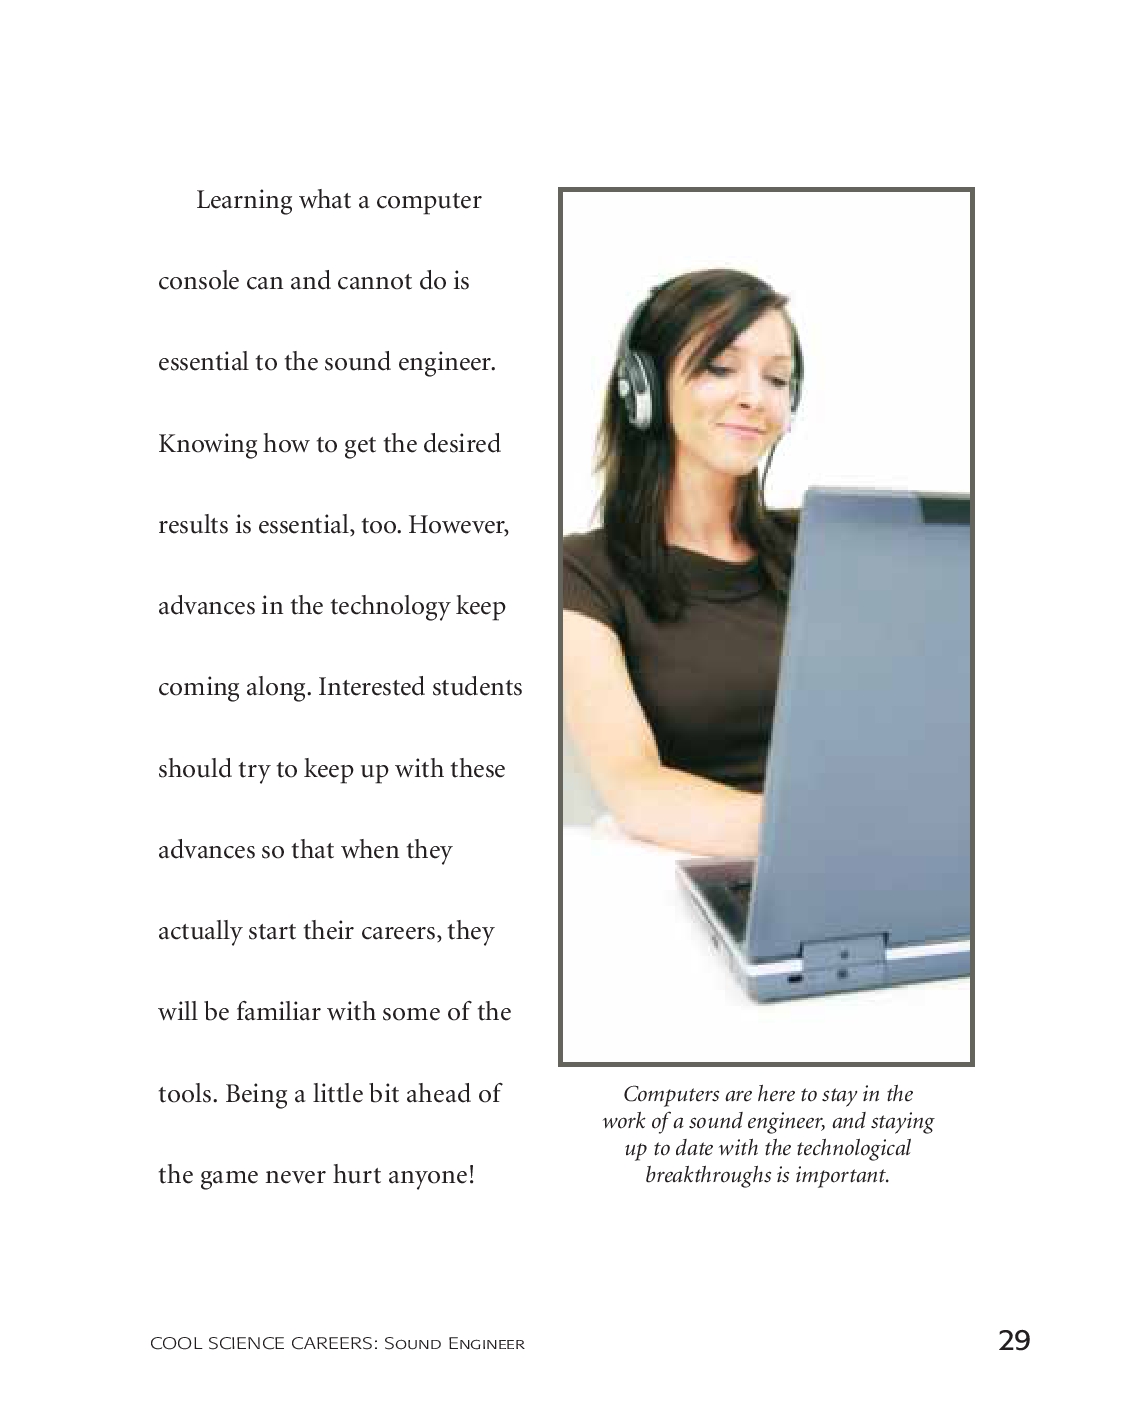 Learning what a computer
console can and cannot do is
essential to the sound engineer.
Knowing how to get the desired
results is essential, too. However,
advances in the technology keep
coming along. Interested students
should try to keep up with these
advances so that when they
actually start their careers, they
will be familiar with some of the
tools. Being a little bit ahead of
the game never hurt anyone!
Computers are here to stay in the
work of a sound engineer, and staying
up to date with the technological
breakthroughs is important.
COOL SCIENCE CAREERS: Sound Engineer
29